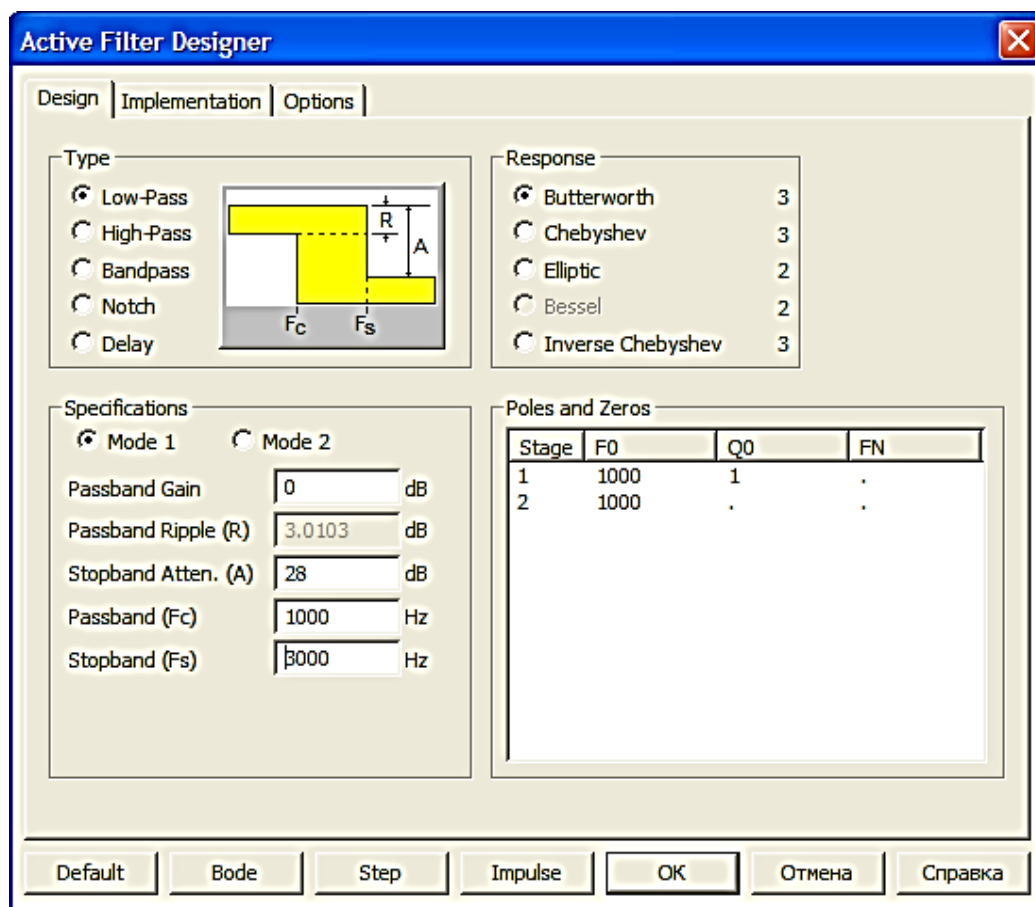 Active Filter Designer
Design Implementation Options
Type
Low-Pass
High-Pass
Bandpass
Notch
Delay
R
A
FC FS
Response
Butterworth 3
Chebyshev 3
Elliptic 2
Bessel 2
Inverse Chebyshev 3
Specifications
Mode 1 Mode 2
Passband Gain 0 dB
Passband Ripple (R) 3.0103 dB
Stopband Atten. (A) 28 dB
Passband (Fc) 1000 Hz
Stopband (Fs) 3000 Hz
Poles and Zeros
Stage F0 Q0 FN
1 1000 1 .
2 1000 . .
Default Bode Step Impulse OK Отмена Справка